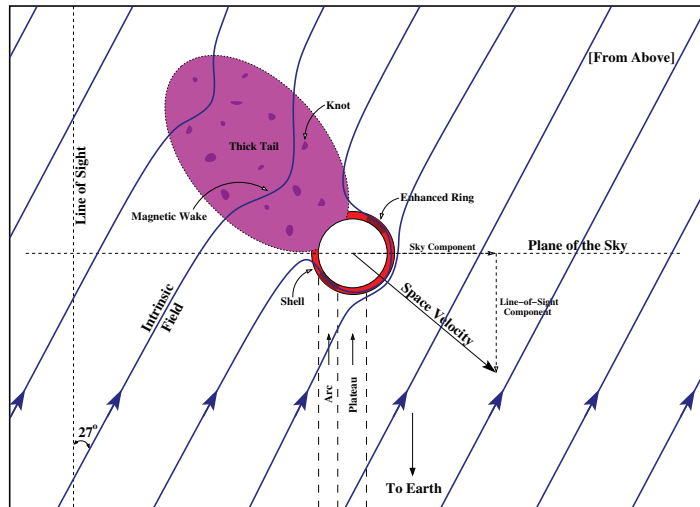 [From Above]
Knot
Thick Tail
Line of Sight
Magnetic Wake
Enhanced Ring
Sky Component
Plane of the Sky
Shell
Space Velocity
Line−of−Sight
Component
Intrinsic
Field
Arc
Plateau
27°
To Earth